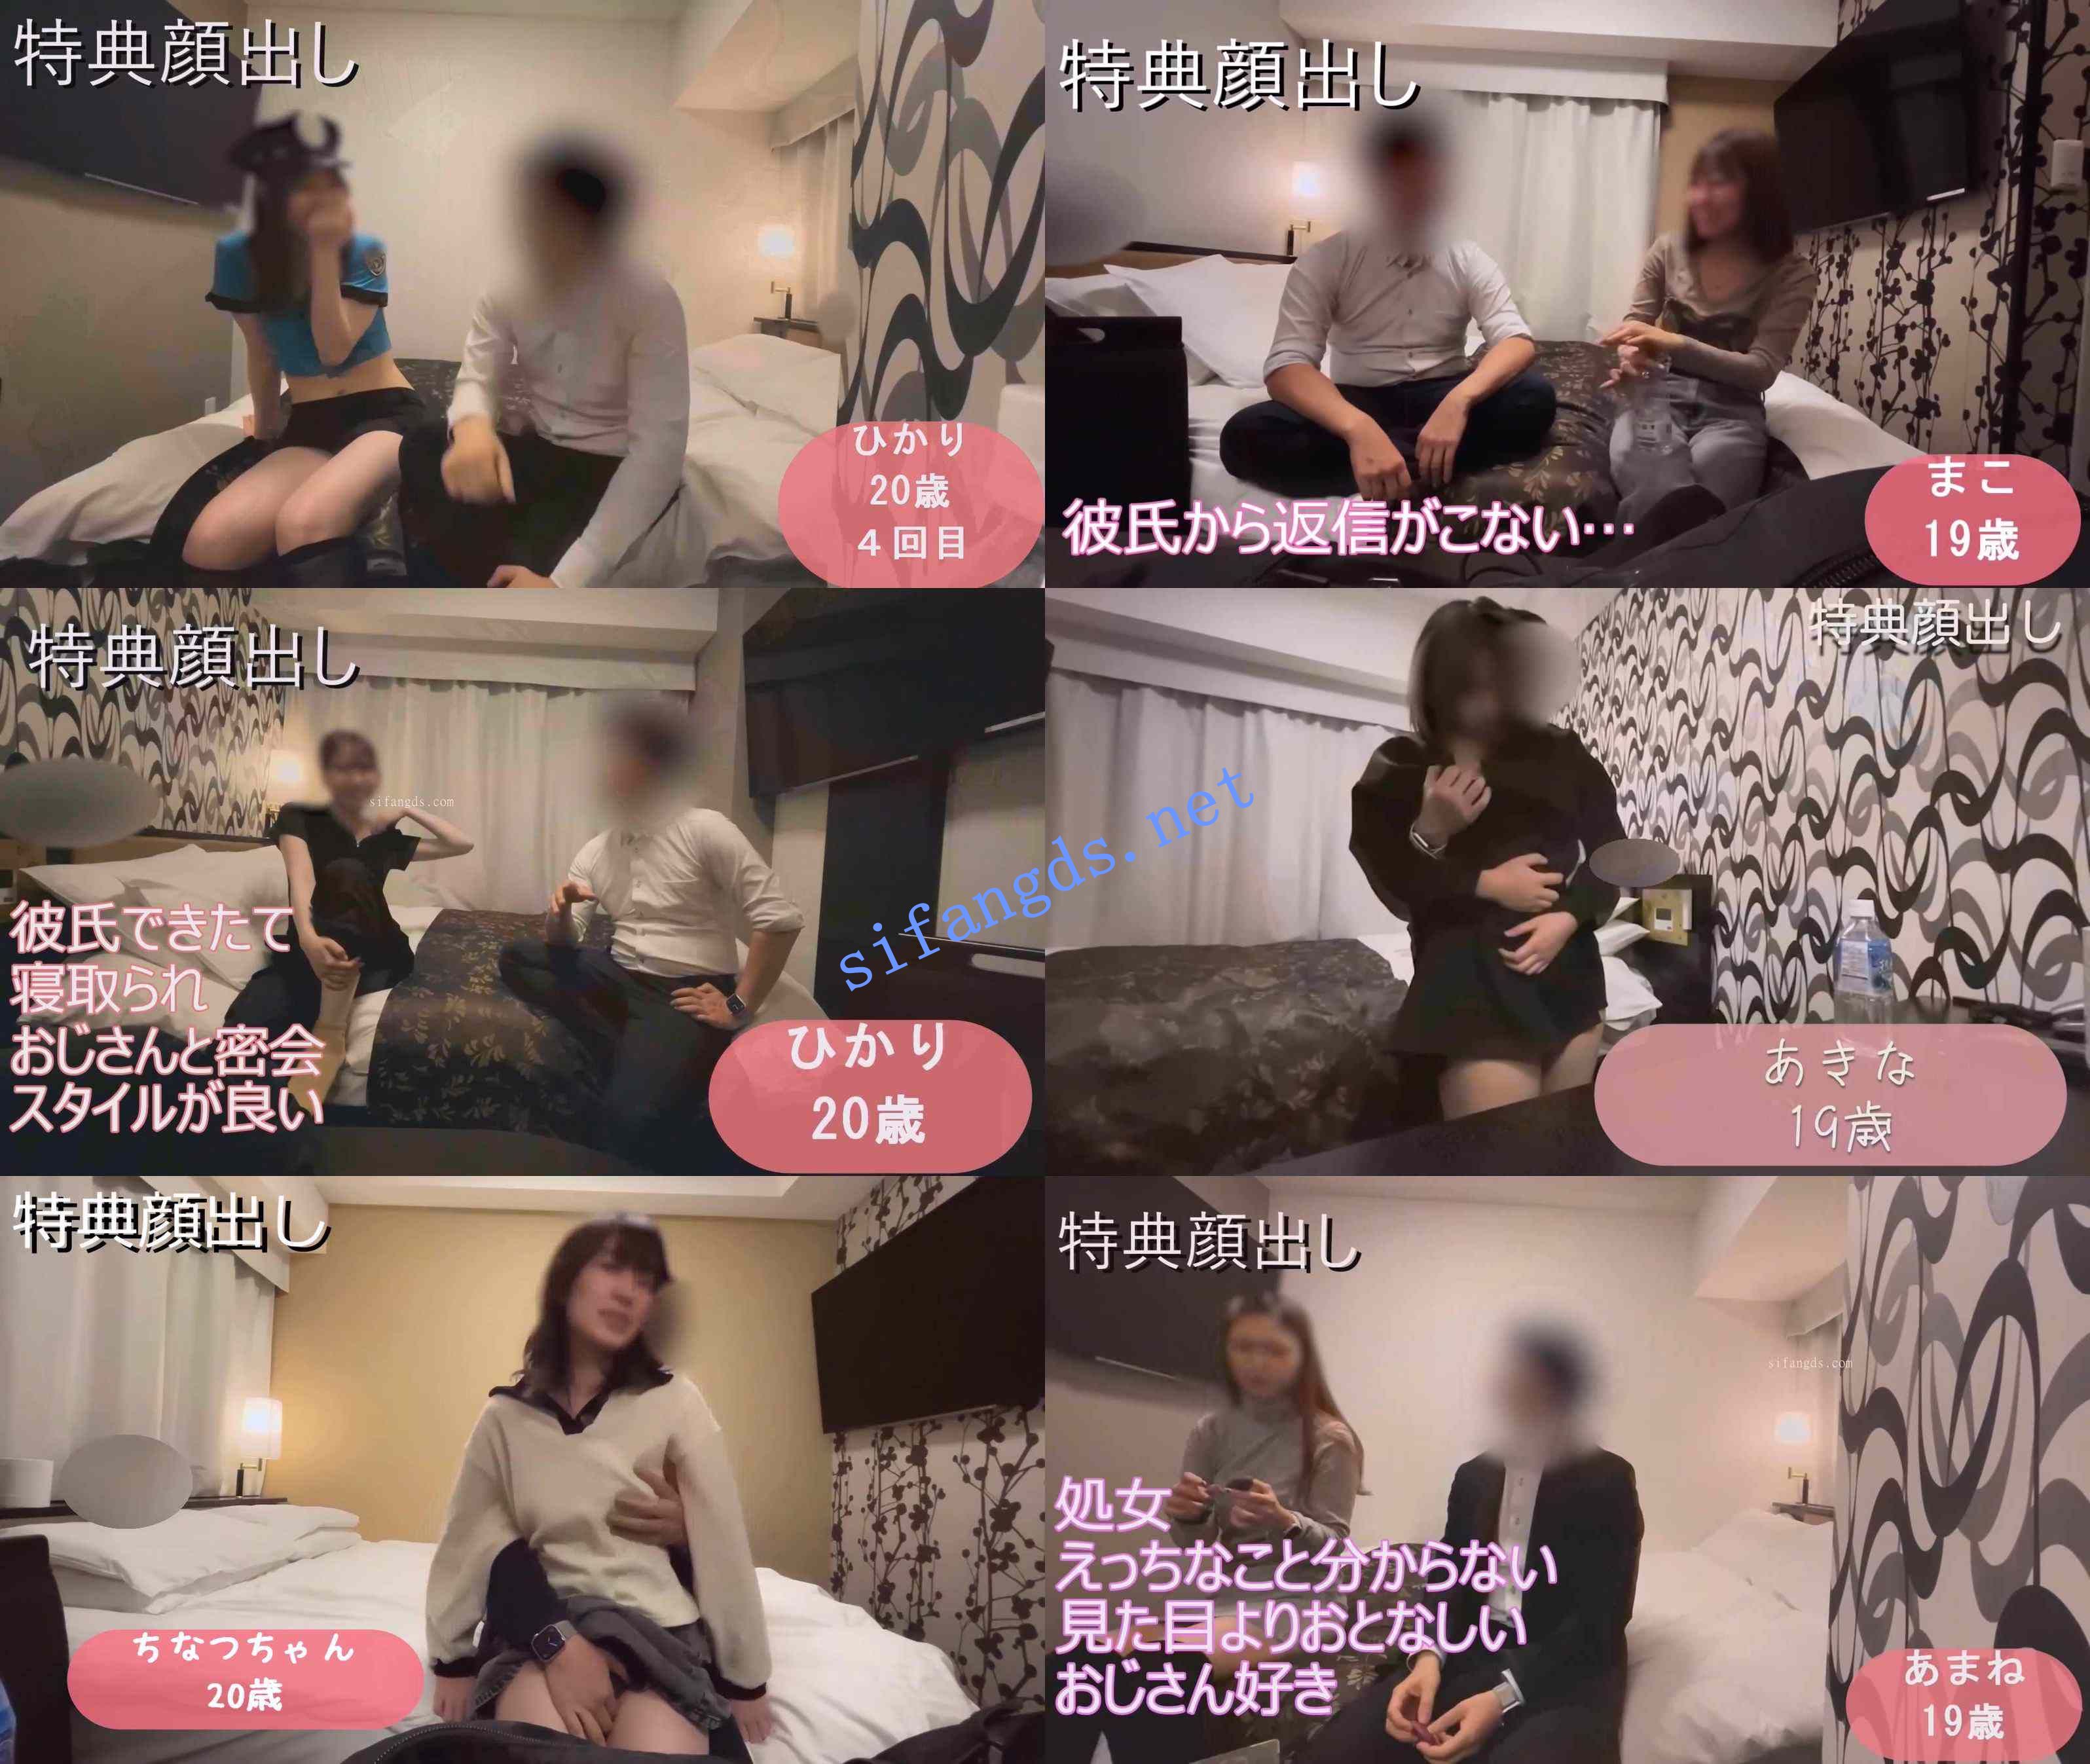 特典顔出し
ひかり
20歳
4回目
特典顔出し
彼氏から返信がこない…
まこ
19歳
特典顔出し
sifangds.com
彼氏できたて
寝取られ
おじさんと密会
スタイルが良い
ひかり
20歳
sifangds.net
特典顔出し
あきな
19歳
特典顔出し
ちなつちゃん
20歳
特典顔出し
sifangds.com
処女
えっちなこと分からない
見た目よりおとなしい
おじさん好き
あまね
19歳